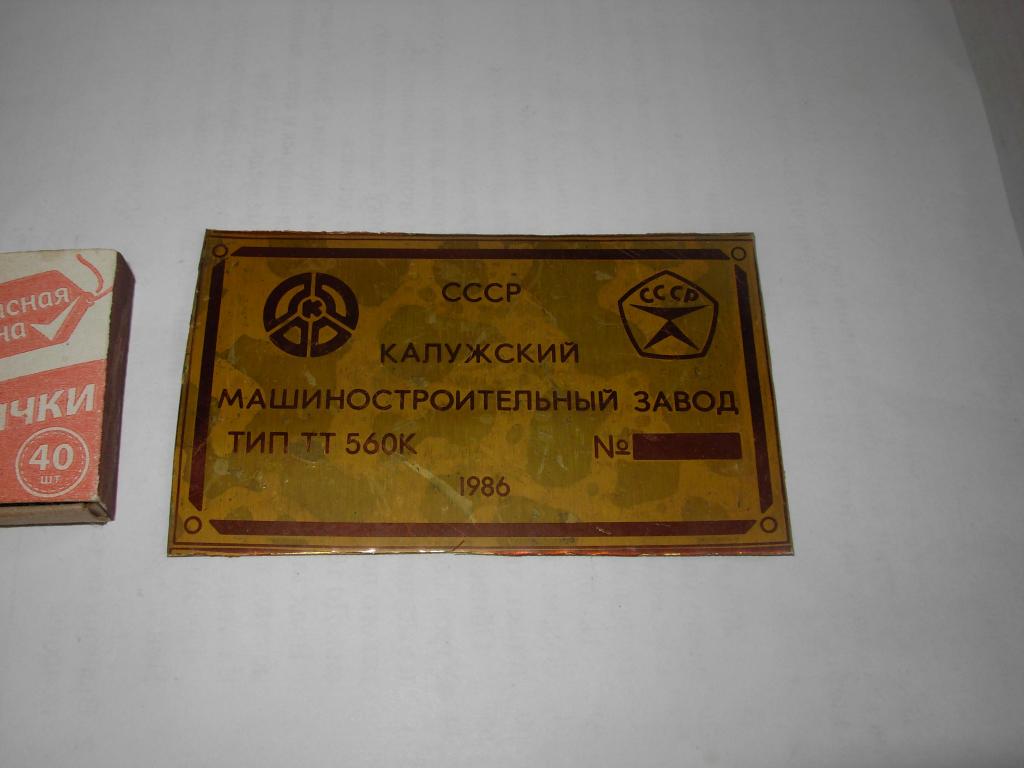 СССР
СССР
КАЛУЖСКИЙ
МАШИНОСТРОИТЕЛЬНЫЙ ЗАВОД
ТИП ТТ 560К №
1986
40
шт